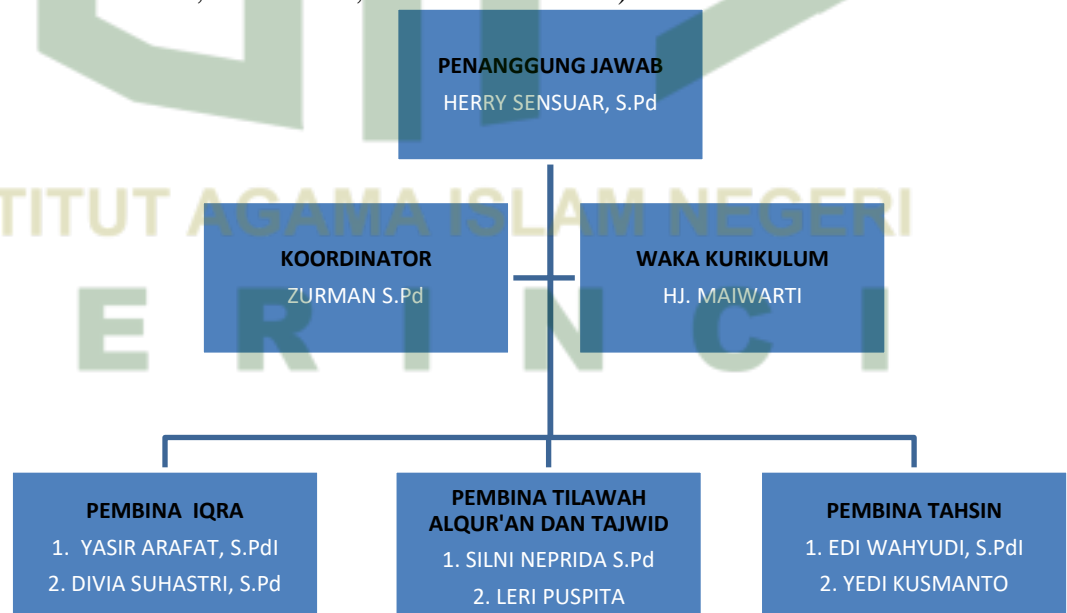 PENANGGUNG JAWAB
HERRY SENSUAR, S.Pd
TITUT AGAMA ISLAM NEGERI
KOORDINATOR
ZURMAN S.Pd
WAKA KURIKULUM
HJ. MAIWARTI
E R I N C I
PEMBINA IQRA
1. YASIR ARAFAT, S.PdI
2. DIVIA SUHASTRI, S.Pd
PEMBINA TILAWAH
ALQUR'AN DAN TAJWID
1. SILNI NEPRIDA S.Pd
2. LERI PUSPITA
PEMBINA TAHSIN
1. EDI WAHYUDI, S.PdI
2. YEDI KUSMANTO